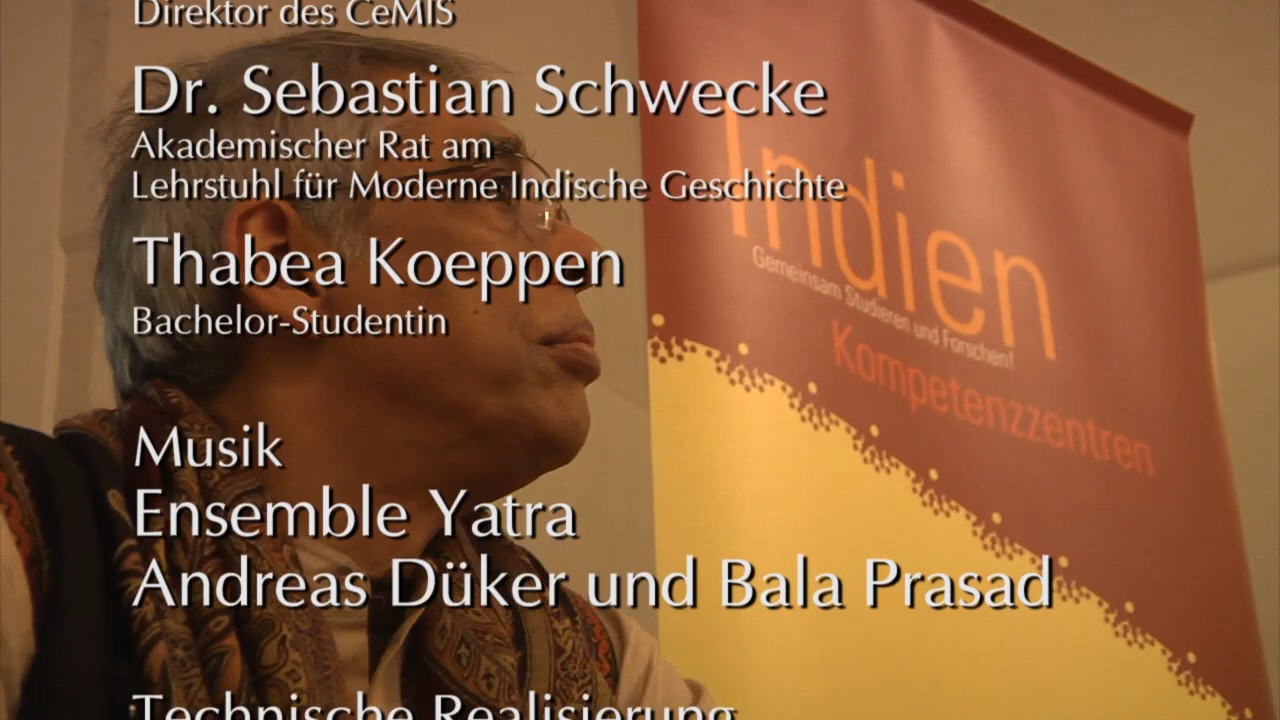 Direktor des CeMIS
Dr. Sebastian Schwecke
Akademischer Rat am
Lehrstuhl für Moderne Indische Geschichte
Thabea Koeppen
Bachelor-Studentin
Musik
Ensemble Yatra
Andreas Düker und Bala Prasad
Technische Realisierung
Indien
Gemeinsam Studieren und Forschen!
Kompetenzzentren